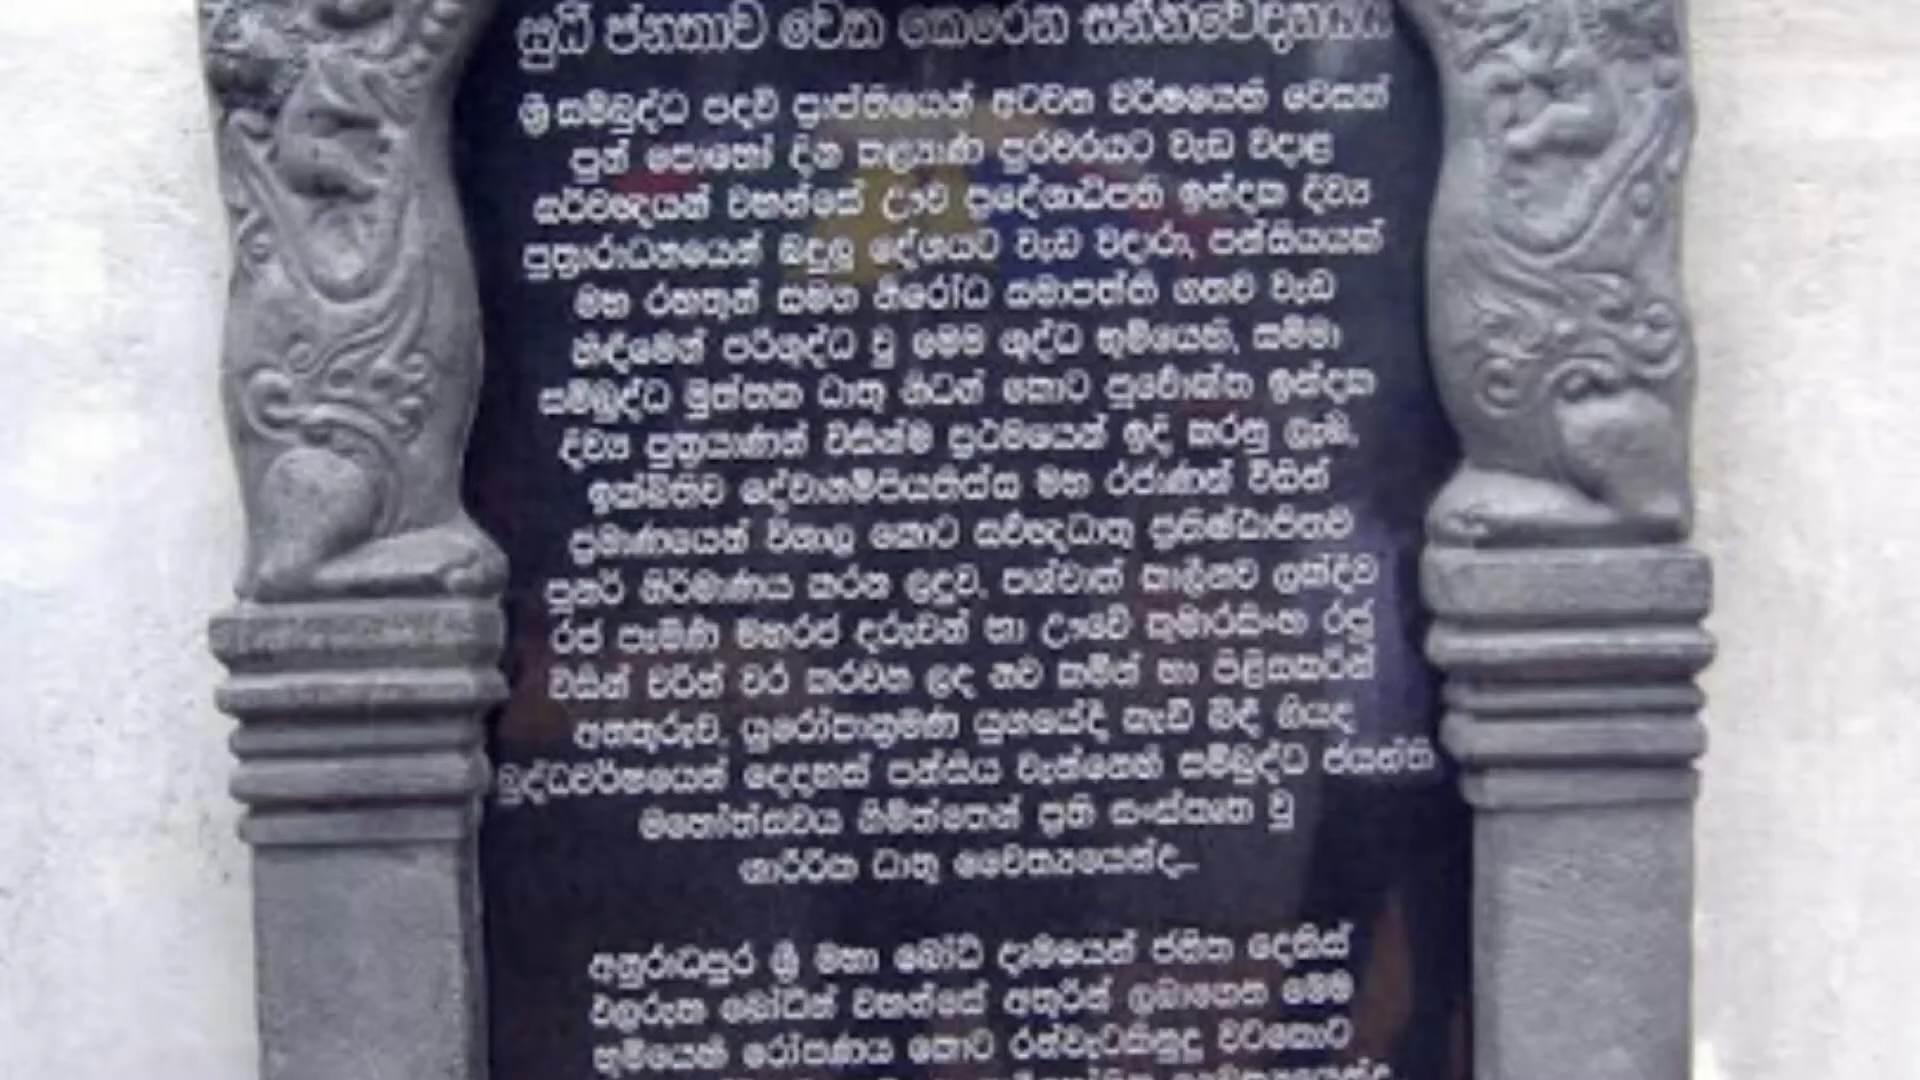 සුධී ජනතාව වෙත කෙරෙන සන්නිවේදනයයි
ශ්‍රී සම්බුද්ධ පදවි ප්‍රාප්තියෙන් අටවන වර්ෂයෙහි වෙසක්
පුන් පොහෝ දින කල්‍යාණි පුරවරයට වැඩ වදාළ
සර්වඥයන් වහන්සේ ඌව ප්‍රදේශාධිපති ඉන්දක දිව්‍ය
පුත්‍රාරාධනයෙන් බදුලු දේශයට වැඩ වදාරා, පන්සියයක්
මහ රහතුන් සමග නිරෝධ සමාපත්ති ගතව වැඩ
හිඳීමෙන් පරිශුද්ධ වූ මෙම ශුද්ධ භූමියෙහි, සම්මා
සම්බුද්ධ මුත්තක ධාතු නිධන් කොට පූර්වොක්ත ඉන්දක
දිව්‍ය පුත්‍රයාණන් විසින්ම ප්‍රථමයෙන් ඉදි කරනු ලැබ,
ඉක්බිතිව දේවානම්පියතිස්ස මහ රජාණන් විසින්
ප්‍රමාණයෙන් විශාල කොට සර්වඥධාතු ප්‍රතිෂ්ඨාපිතව
පුනර් නිර්මාණය කරන ලදුව, පශ්චාත් කාලීනව ලක්දිව
රජ පැමිණි මහරජ දරුවන් හා ඌවේ කුමාරසිංහ රජු
විසින් වරින් වර කරවන ලද නව කමින් හා පිළිසකරින්
අනතුරුව, යුරෝපාක්‍රමණ යුගයේදී කැඩී බිඳී ගියද
බුද්ධවර්ෂයෙන් දෙදහස් පන්සිය වැන්නෙහි සම්බුද්ධ ජයන්ති
මහෝත්සවය නිමිත්තෙන් ප්‍රති සංස්කෘත වූ
ශාරීරික ධාතු චෛත්‍යයෙන්ද...
අනුරාධපුර ශ්‍රී මහා බෝධි ද්‍රැමයෙන් ජනිත දෙතිස්
ඵලරුහ බෝධීන් වහන්සේ අතුරින් ලබාගෙන මෙම
භූමියෙහි රෝපණය කොට රන්වැටකිනුදු වටකොට